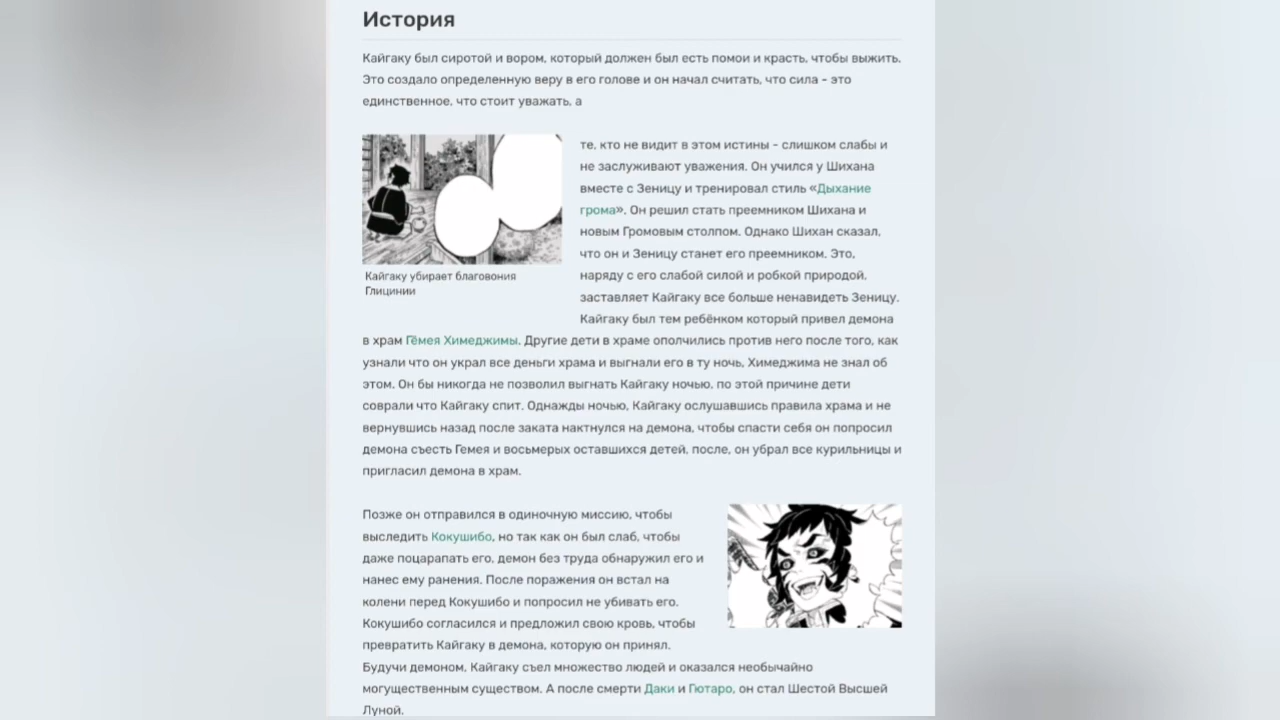 История
Кайгаку был сиротой и вором, который должен был есть помои и красть, чтобы выжить.
Это создало определенную веру в его голове и он начал считать, что сила - это
единственное, что стоит уважать, а
те, кто не видит в этом истины - слишком слабы и
не заслуживают уважения. Он учился у Шихана
вместе с Зеницу и тренировал стиль «Дыхание
грома». Он решил стать преемником Шихана и
новым Громовым столпом. Однако Шихан сказал,
что он и Зеницу станет его преемником. Это,
наряду с его слабой силой и робкой природой,
заставляет Кайгаку все больше ненавидеть Зеницу.
Кайгаку убирает благовония
Глицинии
Кайгаку был тем ребёнком который привел демона
в храм Гёмея Химеджимы. Другие дети в храме ополчились против него после того, как
узнали что он украл все деньги храма и выгнали его в ту ночь, Химеджима не знал об
этом. Он бы никогда не позволил выгнать Кайгаку ночью, по этой причине дети
соврали что Кайгаку спит. Однажды ночью, Кайгаку ослушавшись правила храма и не
вернувшись назад после заката нактнулся на демона, чтобы спасти себя он попросил
демона съесть Гемея и восьмерых оставшихся детей, после, он убрал все курильницы и
пригласил демона в храм.
Позже он отправился в одиночную миссию, чтобы
выследить Кокушибо, но так как он был слаб, чтобы
даже поцарапать его, демон без труда обнаружил его и
нанес ему ранения. После поражения он встал на
колени перед Кокушибо и попросил не убивать его.
Кокушибо согласился и предложил свою кровь, чтобы
превратить Кайгаку в демона, которую он принял.
Будучи демоном, Кайгаку съел множество людей и оказался необычайно
могущественным существом. А после смерти Даки и Гютаро, он стал Шестой Высшей
Луной.